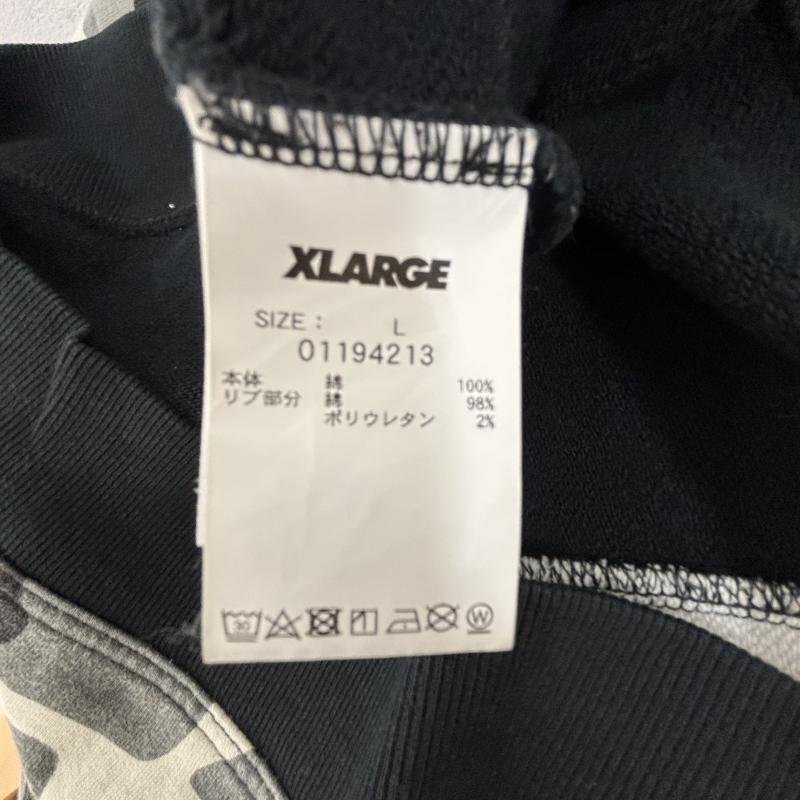 XLARGE
SIZE : L
01194213
本体 綿 100%
リブ部分 綿 98%
ポリウレタン 2%
30
W